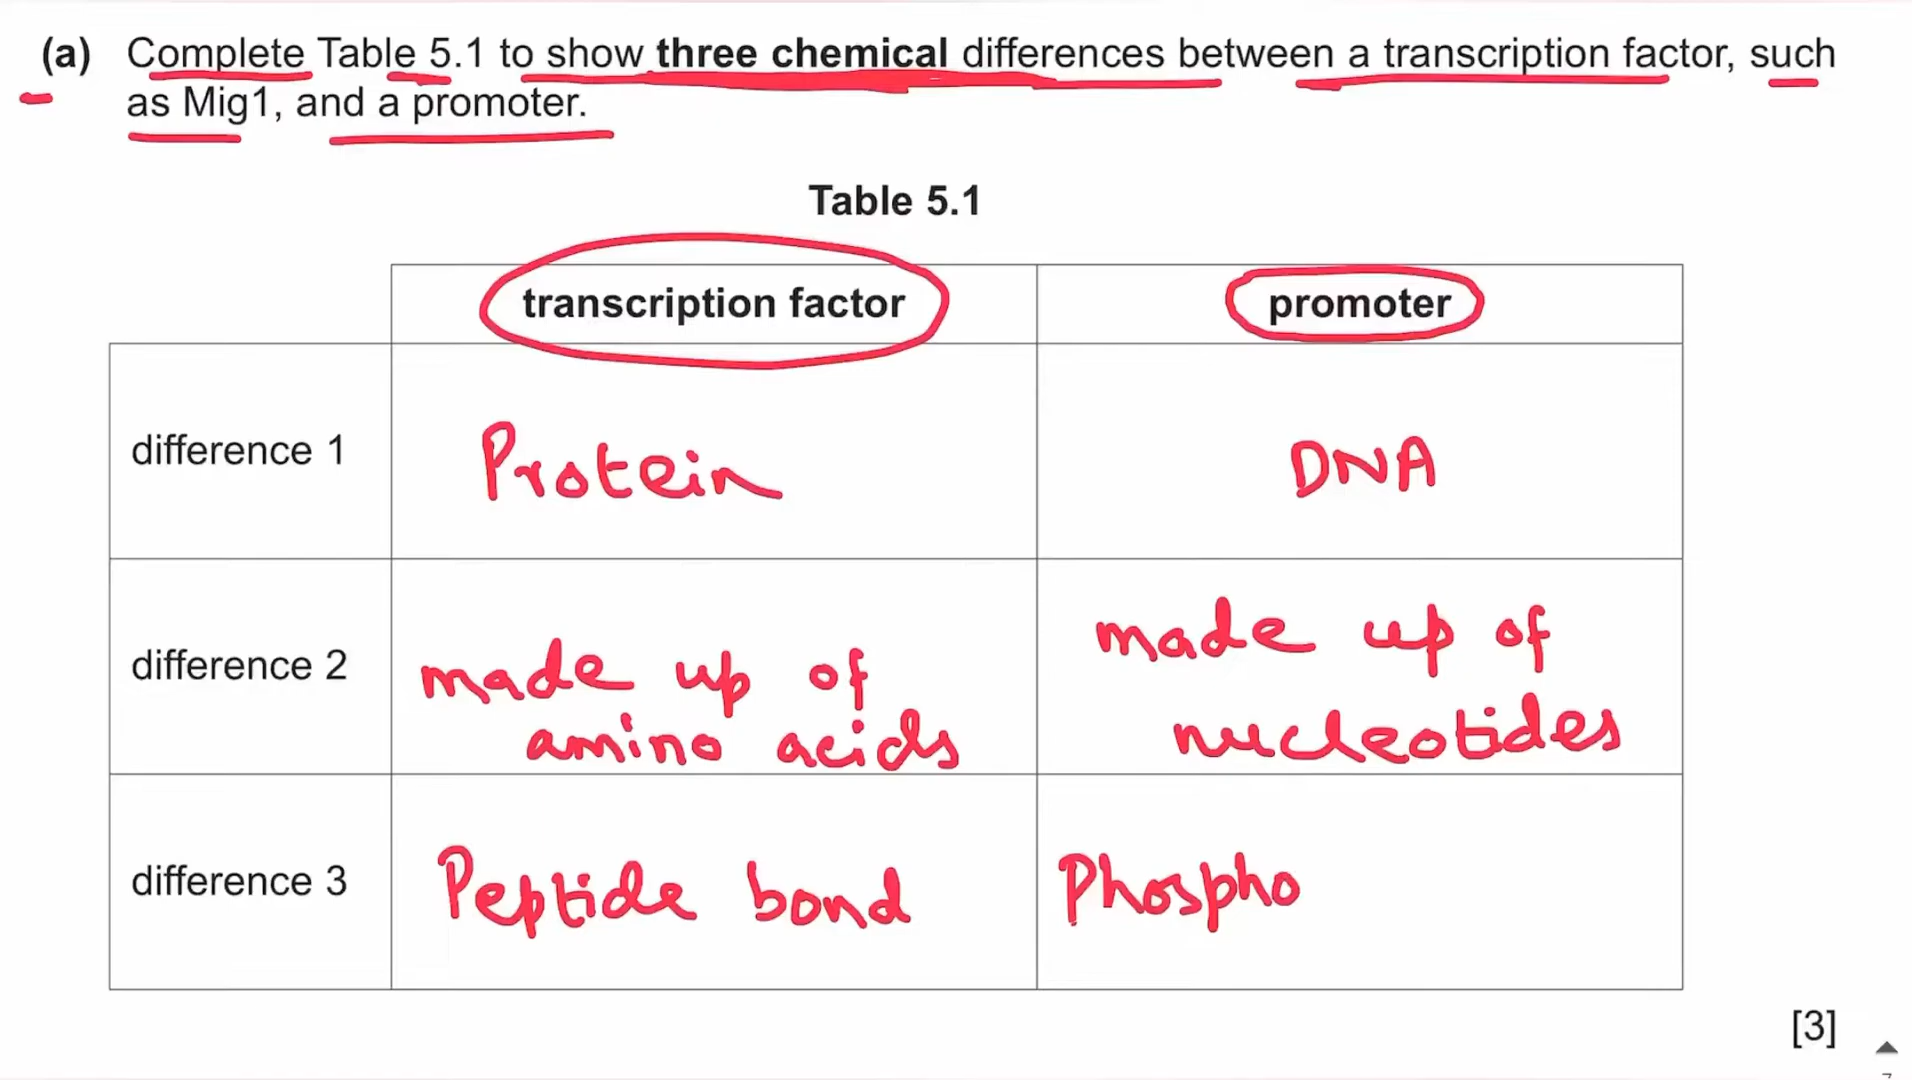 (a) Complete Table 5.1 to show three chemical differences between a transcription factor, such
as Mig1, and a promoter.
Table 5.1
transcription factor promoter
difference 1 Protein DNA
difference 2 made up of amino acids made up of nucleotides
difference 3 Peptide bond Phospho
[3]